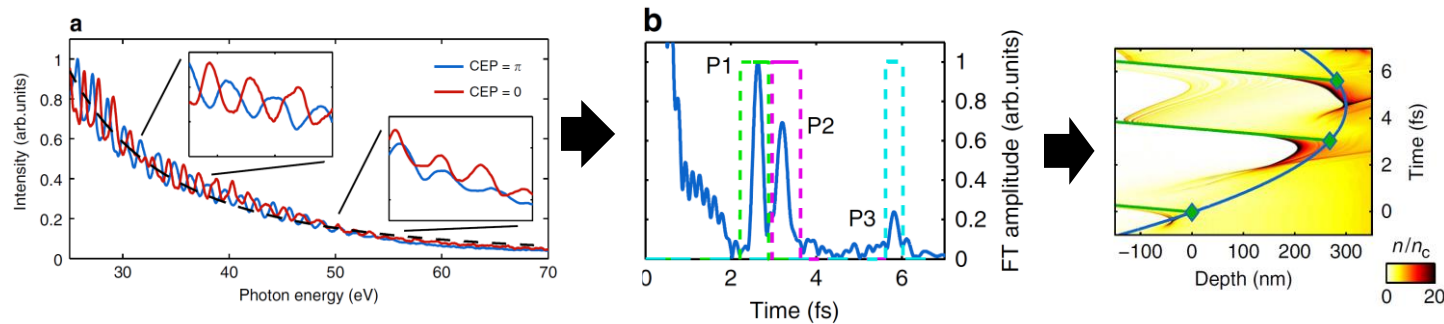 a
Intensity (arb.units)
1
0.8
0.6
0.4
0.2
0
30
40
50
60
70
Photon energy (eV)
CEP = π
CEP = 0
b
P1
P2
P3
0
2
4
6
Time (fs)
1
0.8
0.6
0.4
0.2
0
FT amplitude (arb.units)
6
4
2
0
Time (fs)
−100
0
100
200
300
Depth (nm)
n/nc
0
20